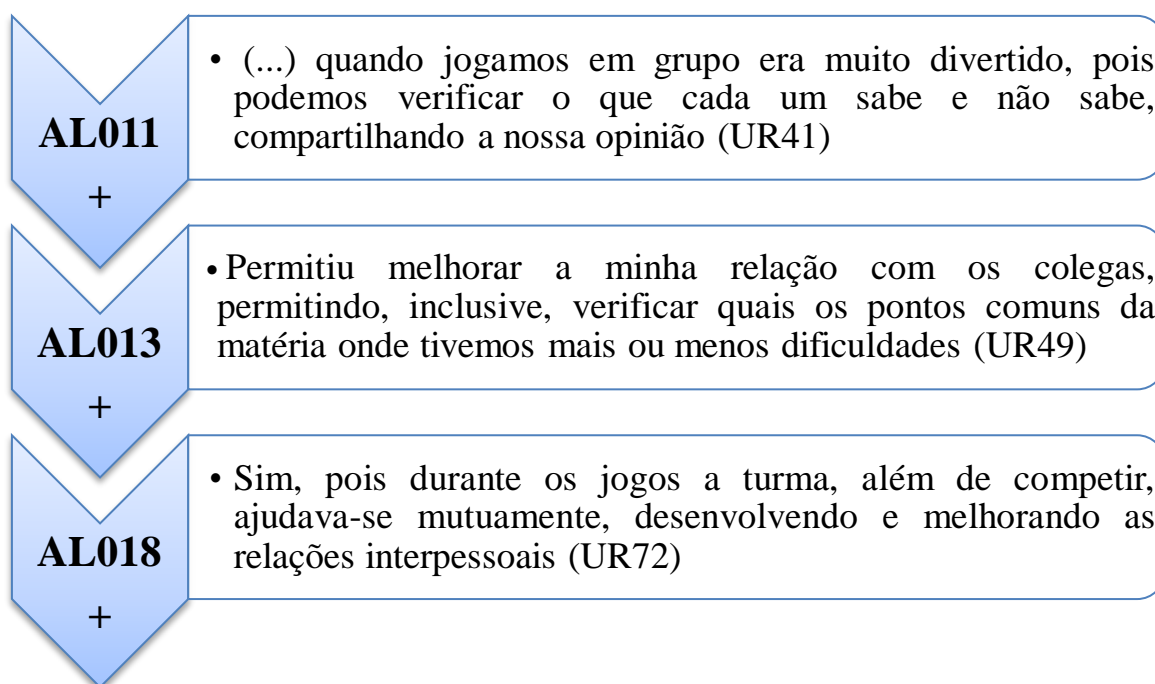 • (...) quando jogamos em grupo era muito divertido, pois
podemos verificar o que cada um sabe e não sabe,
compartilhando a nossa opinião (UR41)
AL011
+
• Permitiu melhorar a minha relação com os colegas,
permitindo, inclusive, verificar quais os pontos comuns da
matéria onde tivemos mais ou menos dificuldades (UR49)
AL013
+
• Sim, pois durante os jogos a turma, além de competir,
ajudava-se mutuamente, desenvolvendo e melhorando as
relações interpessoais (UR72)
AL018
+